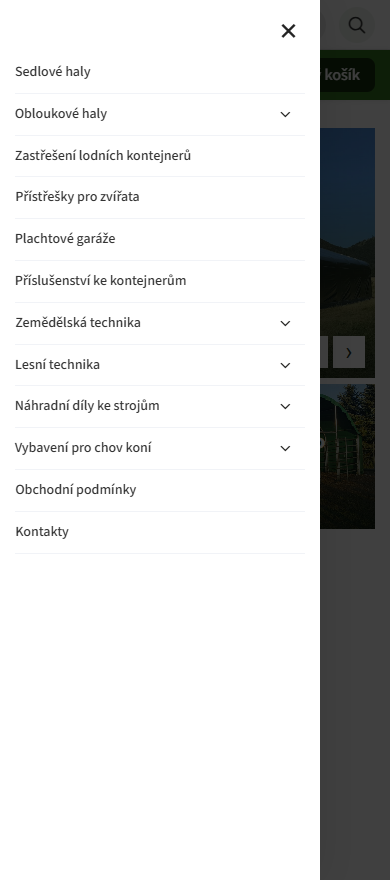 Sedlové haly
Obloukové haly
Zastřešení lodních kontejnerů
Přístřešky pro zvířata
Plachtové garáže
Příslušenství ke kontejnerům
Zemědělská technika
Lesní technika
Náhradní díly ke strojům
Vybavení pro chov koní
Obchodní podmínky
Kontakty
košík